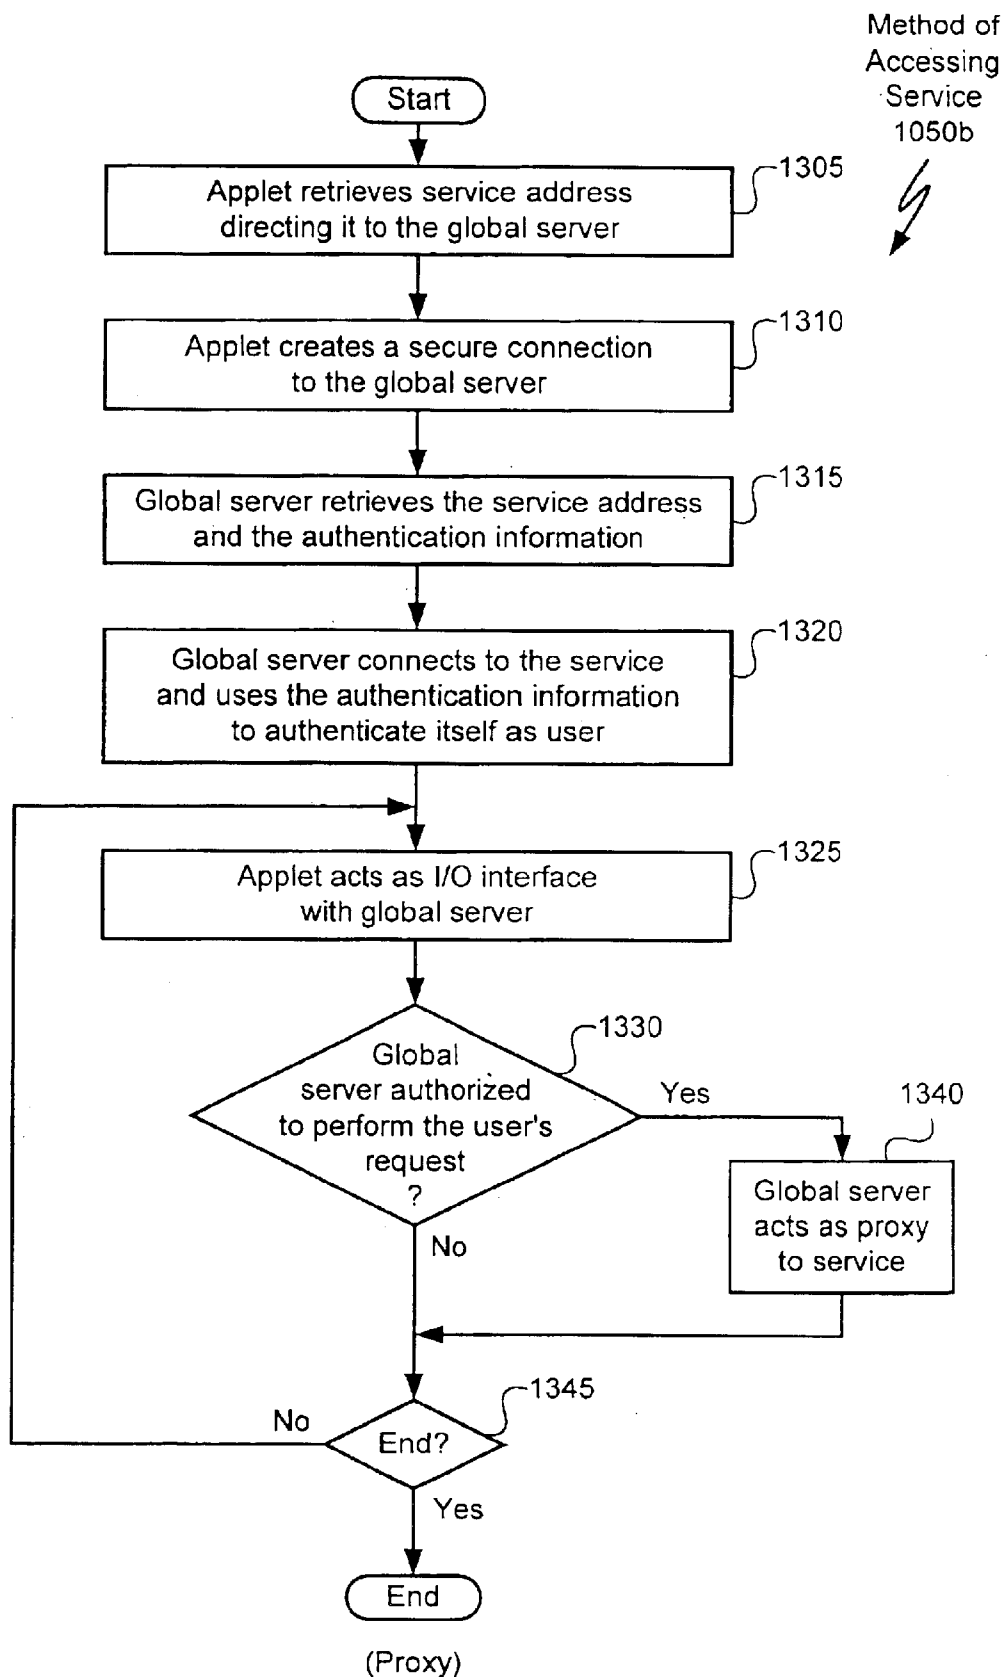 Method of
Accessing
Service
1050b
Start
1305
Applet retrieves service address
directing it to the global server
1310
Applet creates a secure connection
to the global server
1315
Global server retrieves the service address
and the authentication information
1320
Global server connects to the service
and uses the authentication information
to authenticate itself as user
1325
Applet acts as I/O interface
with global server
1330
Global
server authorized
to perform the user's
request
?
Yes
1340
Global server
acts as proxy
to service
No
1345
No
End?
Yes
End
(Proxy)